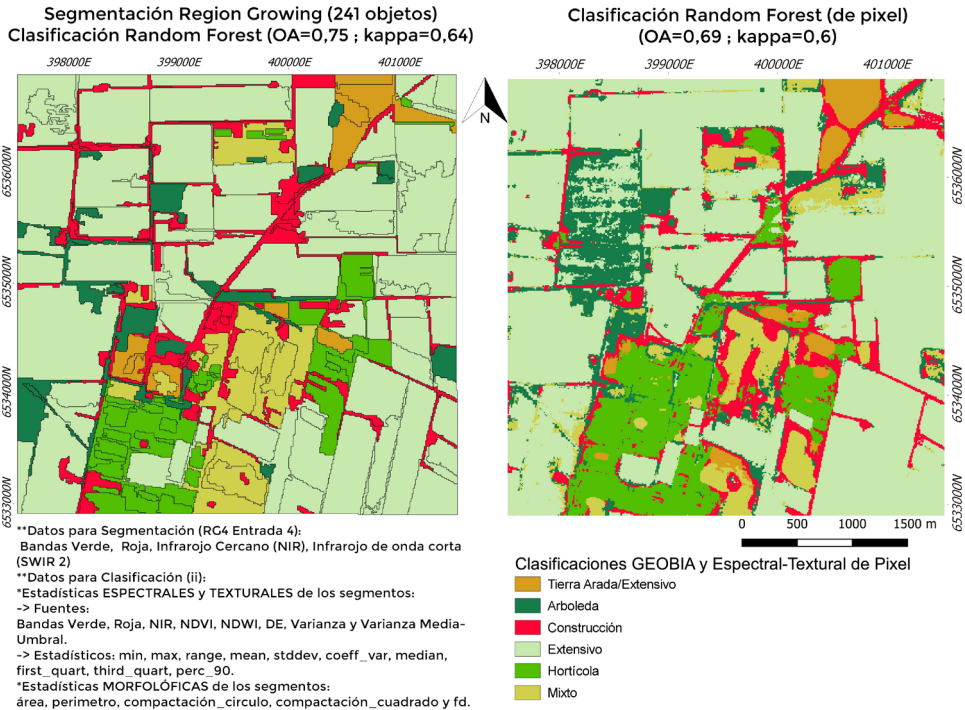 Segmentación Region Growing (241 objetos)
Clasificación Random Forest (OA=0,75 ; kappa=0,64)
398000E 399000E 400000E 401000E
6536000N
6535000N
6534000N
6533000N
N
Clasificación Random Forest (de pixel)
(OA=0,69 ; kappa=0,6)
398000E 399000E 400000E 401000E
6536000N
6535000N
6534000N
6533000N
0 500 1000 1500 m
**Datos para Segmentación (RG4 Entrada 4):
Bandas Verde, Roja, Infrarojo Cercano (NIR), Infrarojo de onda corta
(SWIR 2)
**Datos para Clasificación (ii):
*Estadísticas ESPECTRALES y TEXTURALES de los segmentos:
-> Fuentes:
Bandas Verde, Roja, NIR, NDVI, NDWI, DE, Varianza y Varianza Media-
Umbral.
-> Estadísticos: min, max, range, mean, stddev, coeff_var, median,
first_quart, third_quart, perc_90.
*Estadísticas MORFOLÓFICAS de los segmentos:
área, perimetro, compactación_circulo, compactación_cuadrado y fd.
Clasificaciones GEOBIA y Espectral-Textural de Pixel
Tierra Arada/Extensivo
Arboleda
Construcción
Extensivo
Hortícola
Mixto